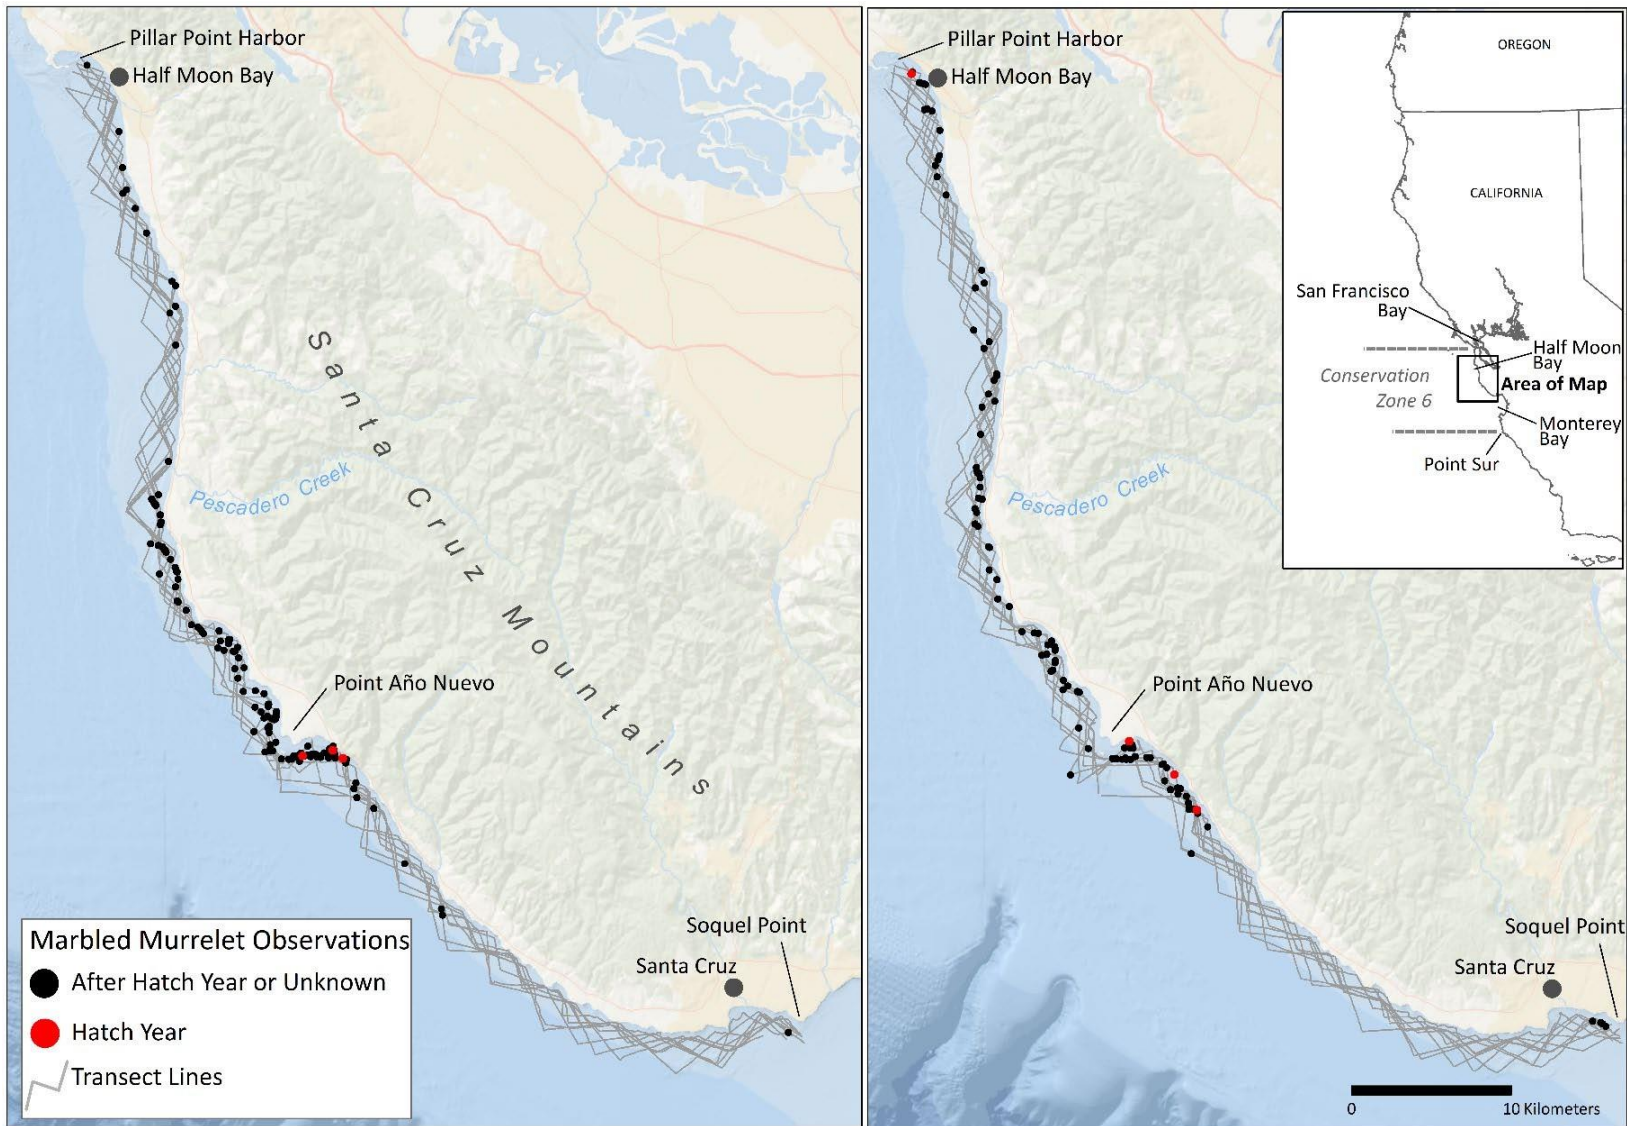 Pillar Point Harbor
Half Moon Bay
Santa Cruz Mountains
Pescadero Creek
Point Año Nuevo
Soquel Point
Santa Cruz
Marbled Murrelet Observations
After Hatch Year or Unknown
Hatch Year
Transect Lines
Pillar Point Harbor
Half Moon Bay
Pescadero Creek
Point Año Nuevo
Soquel Point
Santa Cruz
0
10 Kilometers
OREGON
CALIFORNIA
San Francisco
Bay
Half Moon
Bay
Conservation
Zone 6
Area of Map
Monterey
Bay
Point Sur